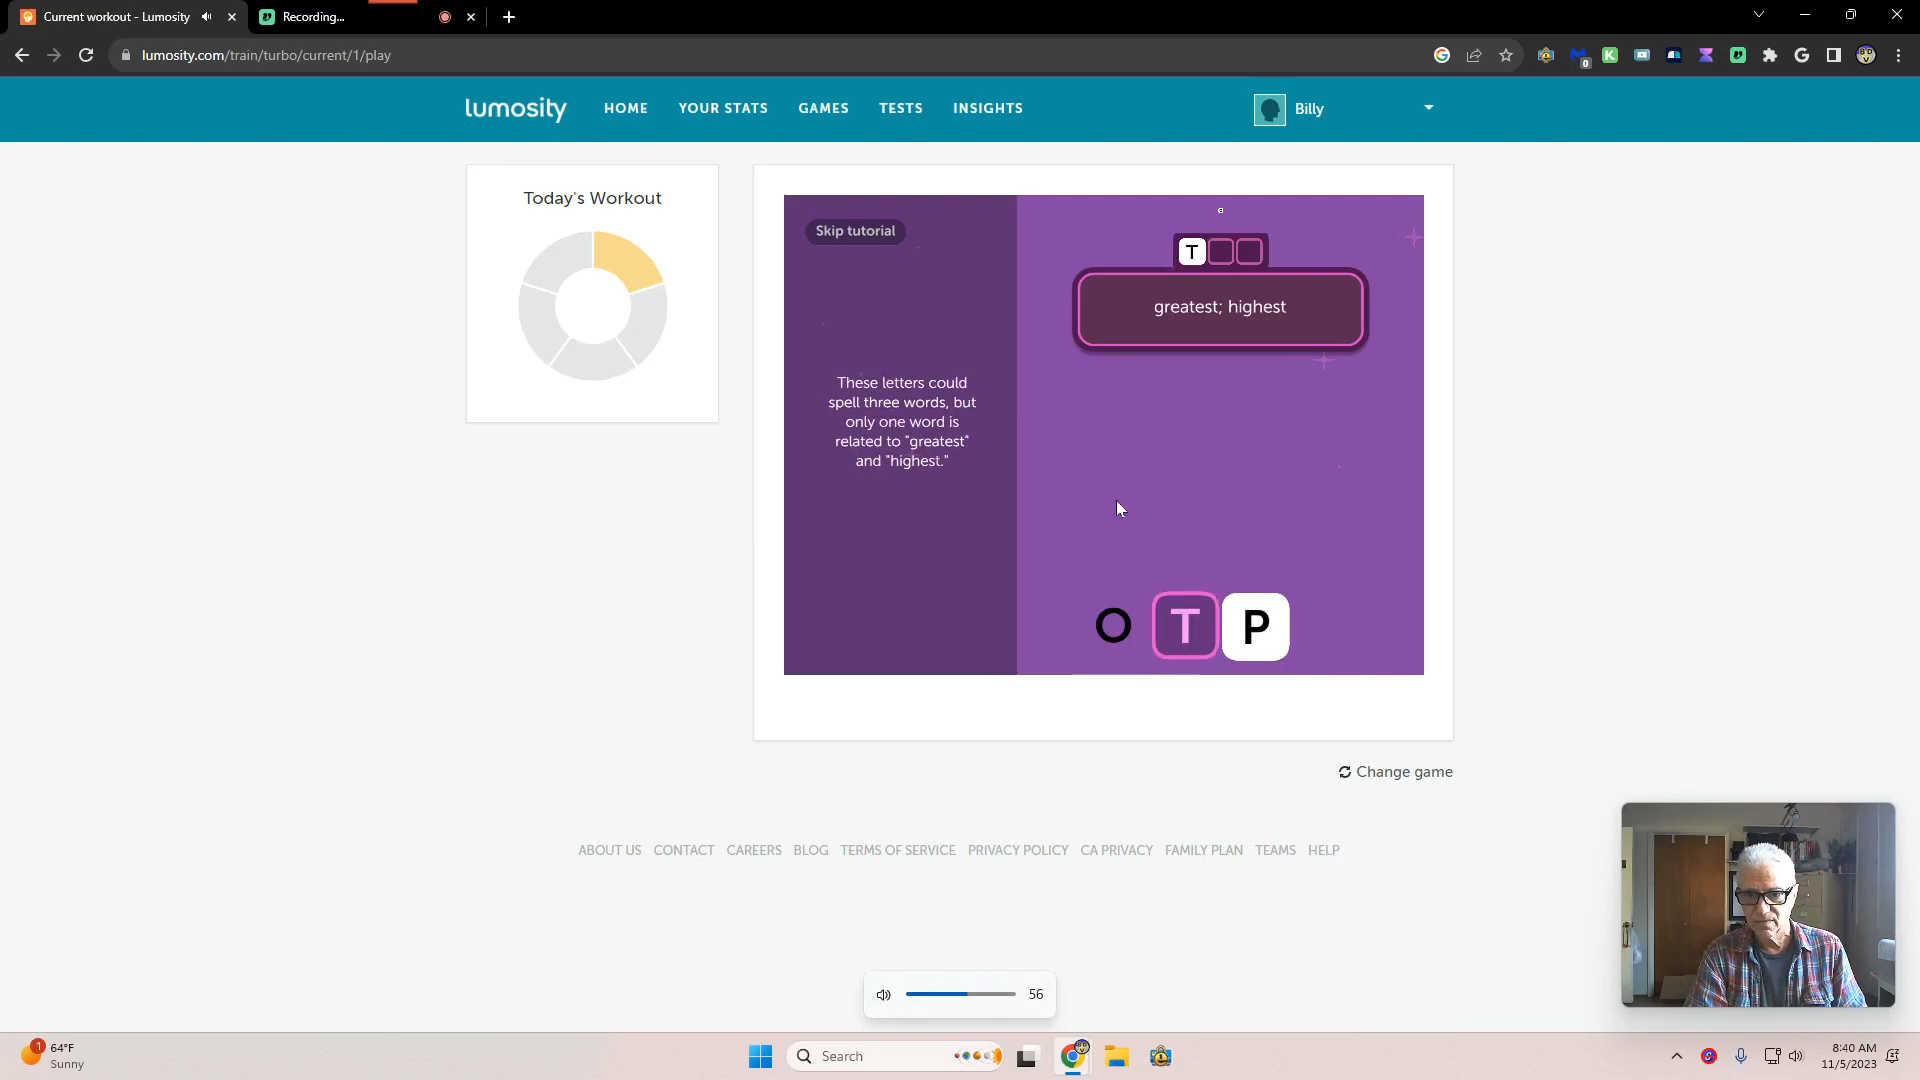 Current workout - Lumosity
Recording...
lumosity.com/train/turbo/current/1/play
0
lumosity
HOME
YOUR STATS
GAMES
TESTS
INSIGHTS
Billy
Today's Workout
Skip tutorial
T
greatest; highest
These letters could
spell three words, but
only one word is
related to "greatest"
and "highest."
O T P
Change game
ABOUT US CONTACT CAREERS BLOG TERMS OF SERVICE PRIVACY POLICY CA PRIVACY FAMILY PLAN TEAMS HELP
56
1
64°F
Sunny
Search
8:40 AM
11/5/2023